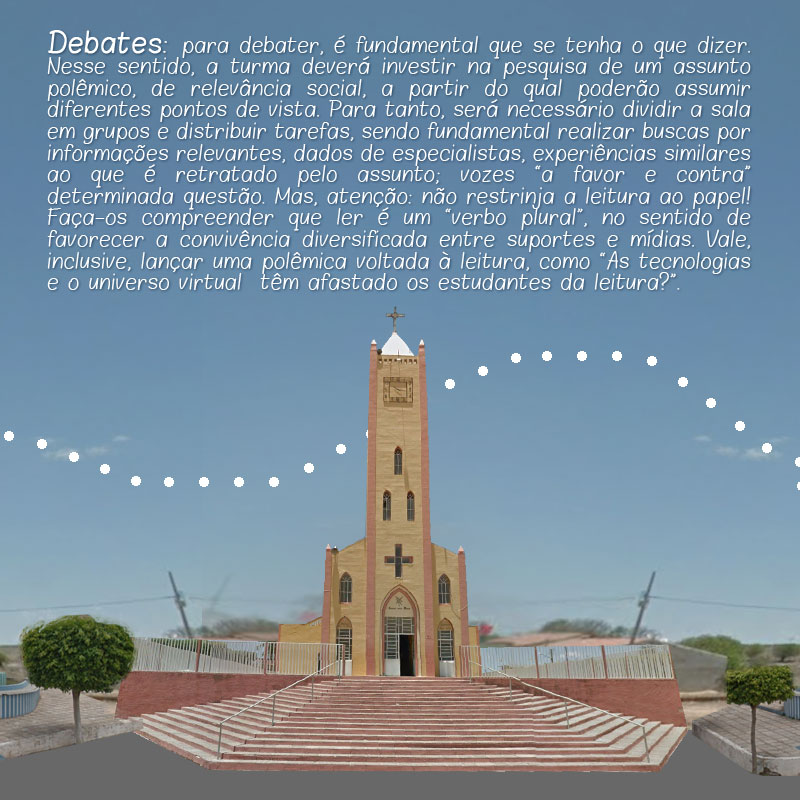 Debates: para debater, é fundamental que se tenha o que dizer.
Nesse sentido, a turma deverá investir na pesquisa de um assunto
polêmico, de relevância social, a partir do qual poderão assumir
diferentes pontos de vista. Para tanto, será necessário dividir a sala
em grupos e distribuir tarefas, sendo fundamental realizar buscas por
informações relevantes, dados de especialistas, experiências similares
ao que é retratado pelo assunto; vozes “a favor e contra”
determinada questão. Mas, atenção: não restrinja a leitura ao papel!
Faça-os compreender que ler é um “verbo plural”, no sentido de
favorecer a convivência diversificada entre suportes e mídias. Vale,
inclusive, lançar uma polêmica voltada à leitura, como “As tecnologias
e o universo virtual  têm afastado os estudantes da leitura?”.